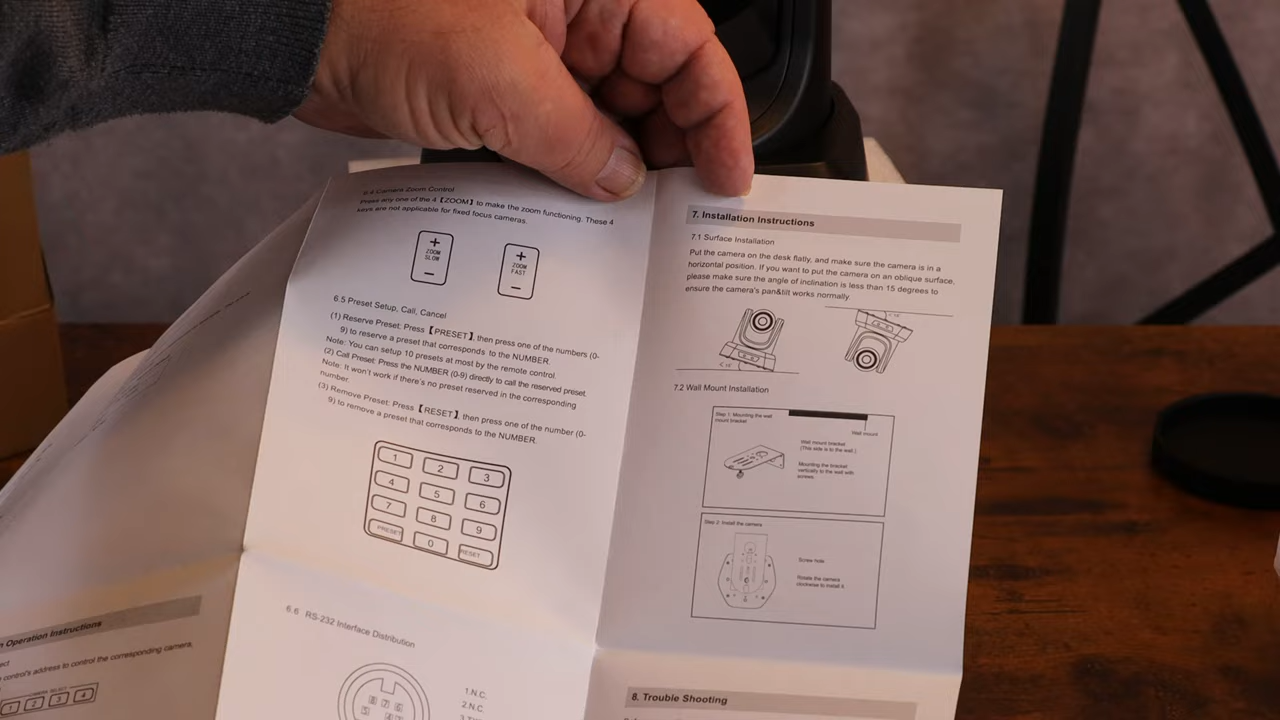 6.4 Camera Zoom Control
Press any one of the 4【ZOOM】to make the zoom functioning. These 4
keys are not applicable for fixed focus cameras.
+
ZOOM
SLOW
−
+
ZOOM
FAST
−
6.5 Preset Setup, Call, Cancel
(1) Reserve Preset: Press【PRESET】, then press one of the numbers (0-
9) to reserve a preset that corresponds to the NUMBER.
Note: You can setup 10 presets at most by the remote control.
(2) Call Preset: Press the NUMBER (0-9) directly to call the reserved preset.
Note: It won't work if there's no preset reserved in the corresponding
number.
(3) Remove Preset: Press【RESET】, then press one of the number (0-
9) to remove a preset that corresponds to the NUMBER.
1 2 3
4 5 6
7 8 9
PRESET 0 RESET
6.6 RS-232 Interface Distribution
8 7 6
5 4
1.N.C.
2.N.C.
7. Installation Instructions
7.1 Surface Installation
Put the camera on the desk flatly, and make sure the camera is in a
horizontal position. If you want to put the camera on an oblique surface,
please make sure the angle of inclination is less than 15 degrees to
ensure the camera's pan&tilt works normally.
7.2 Wall Mount Installation
Step 1: Mounting the wall
mount bracket
Wall mount
Wall mount bracket
(This side is to the wall.)
Mounting the bracket
vertically to the wall with
screws.
Step 2: Install the camera
Screw hole
Rotate the camera
clockwise to install it.
8. Trouble Shooting
Operation Instructions
control's address to control the corresponding camera,
CAMERA SELECT
1 2 3 4